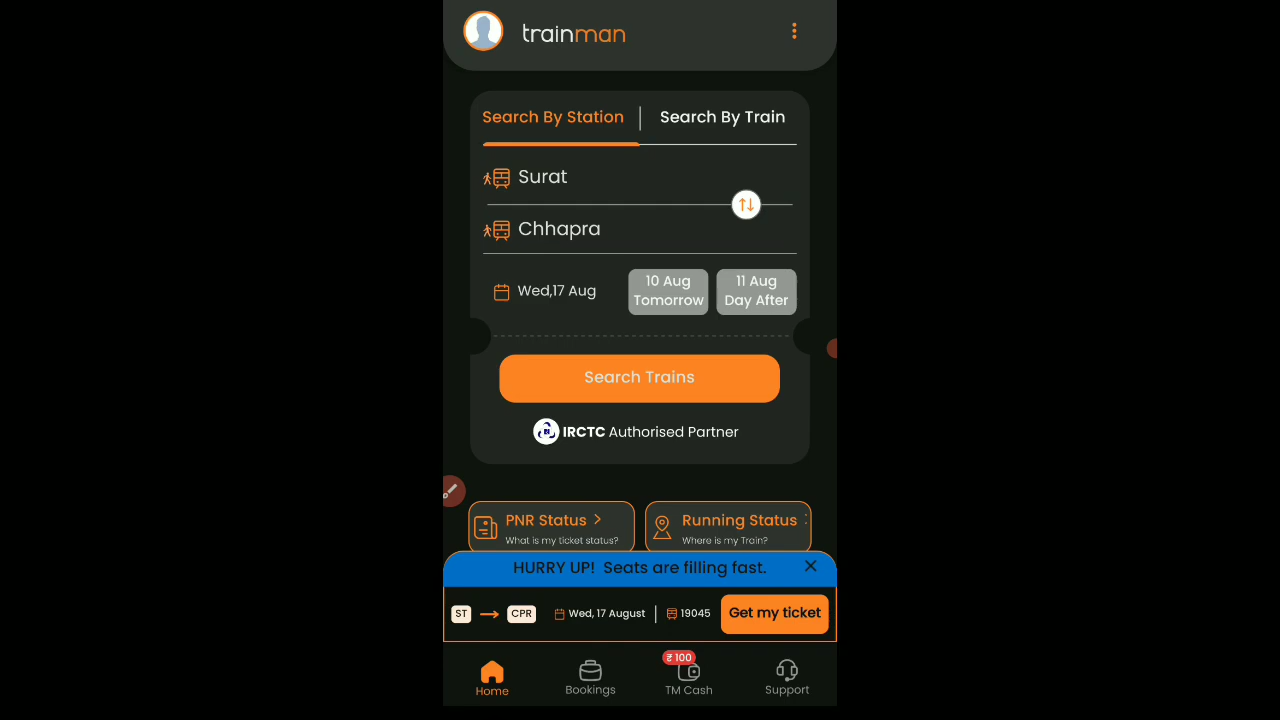 trainman
Search By Station | Search By Train
Surat
Chhapra
Wed,17 Aug
10 Aug
Tomorrow
11 Aug
Day After
Search Trains
IRCTC Authorised Partner
PNR Status >
What is my ticket status?
Running Status
Where is my Train?
HURRY UP! Seats are filling fast.
ST → CPR Wed, 17 August | 19045 Get my ticket
₹ 100
Home Bookings TM Cash Support